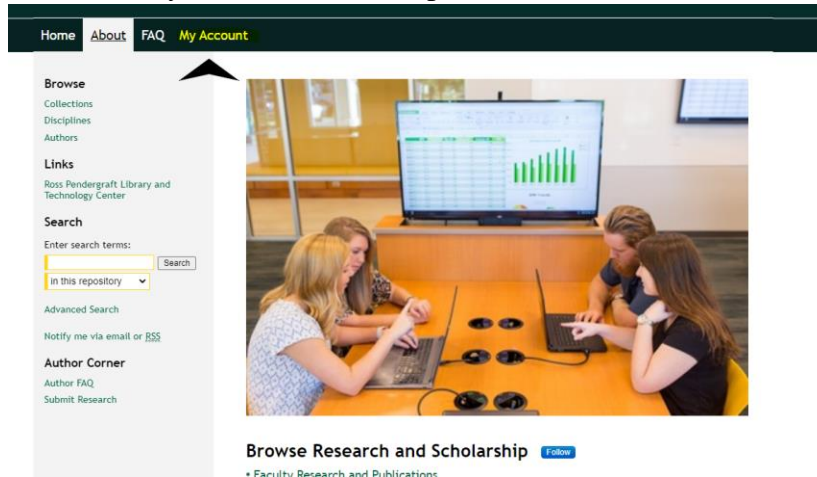 Home About FAQ My Account
Browse
Collections
Disciplines
Authors
Links
Ross Pendergraft Library and
Technology Center
Search
Enter search terms:
Search
in this repository
Advanced Search
Notify me via email or RSS
Author Corner
Author FAQ
Submit Research
Browse Research and Scholarship Follow
• Faculty Research and Publications